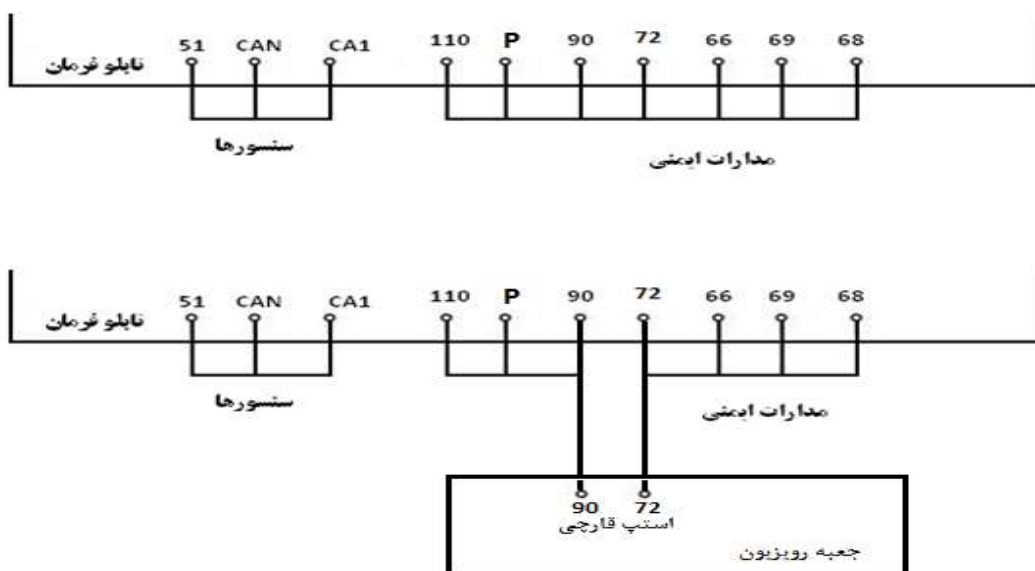 51 CAN CA1 110 P 90 72 66 69 68
تابلو فرمان
سنسورها
مدارات ایمنی
51 CAN CA1 110 P 90 72 66 69 68
تابلو فرمان
سنسورها
مدارات ایمنی
90 72
استپ قارچی
جعبه رویزیون